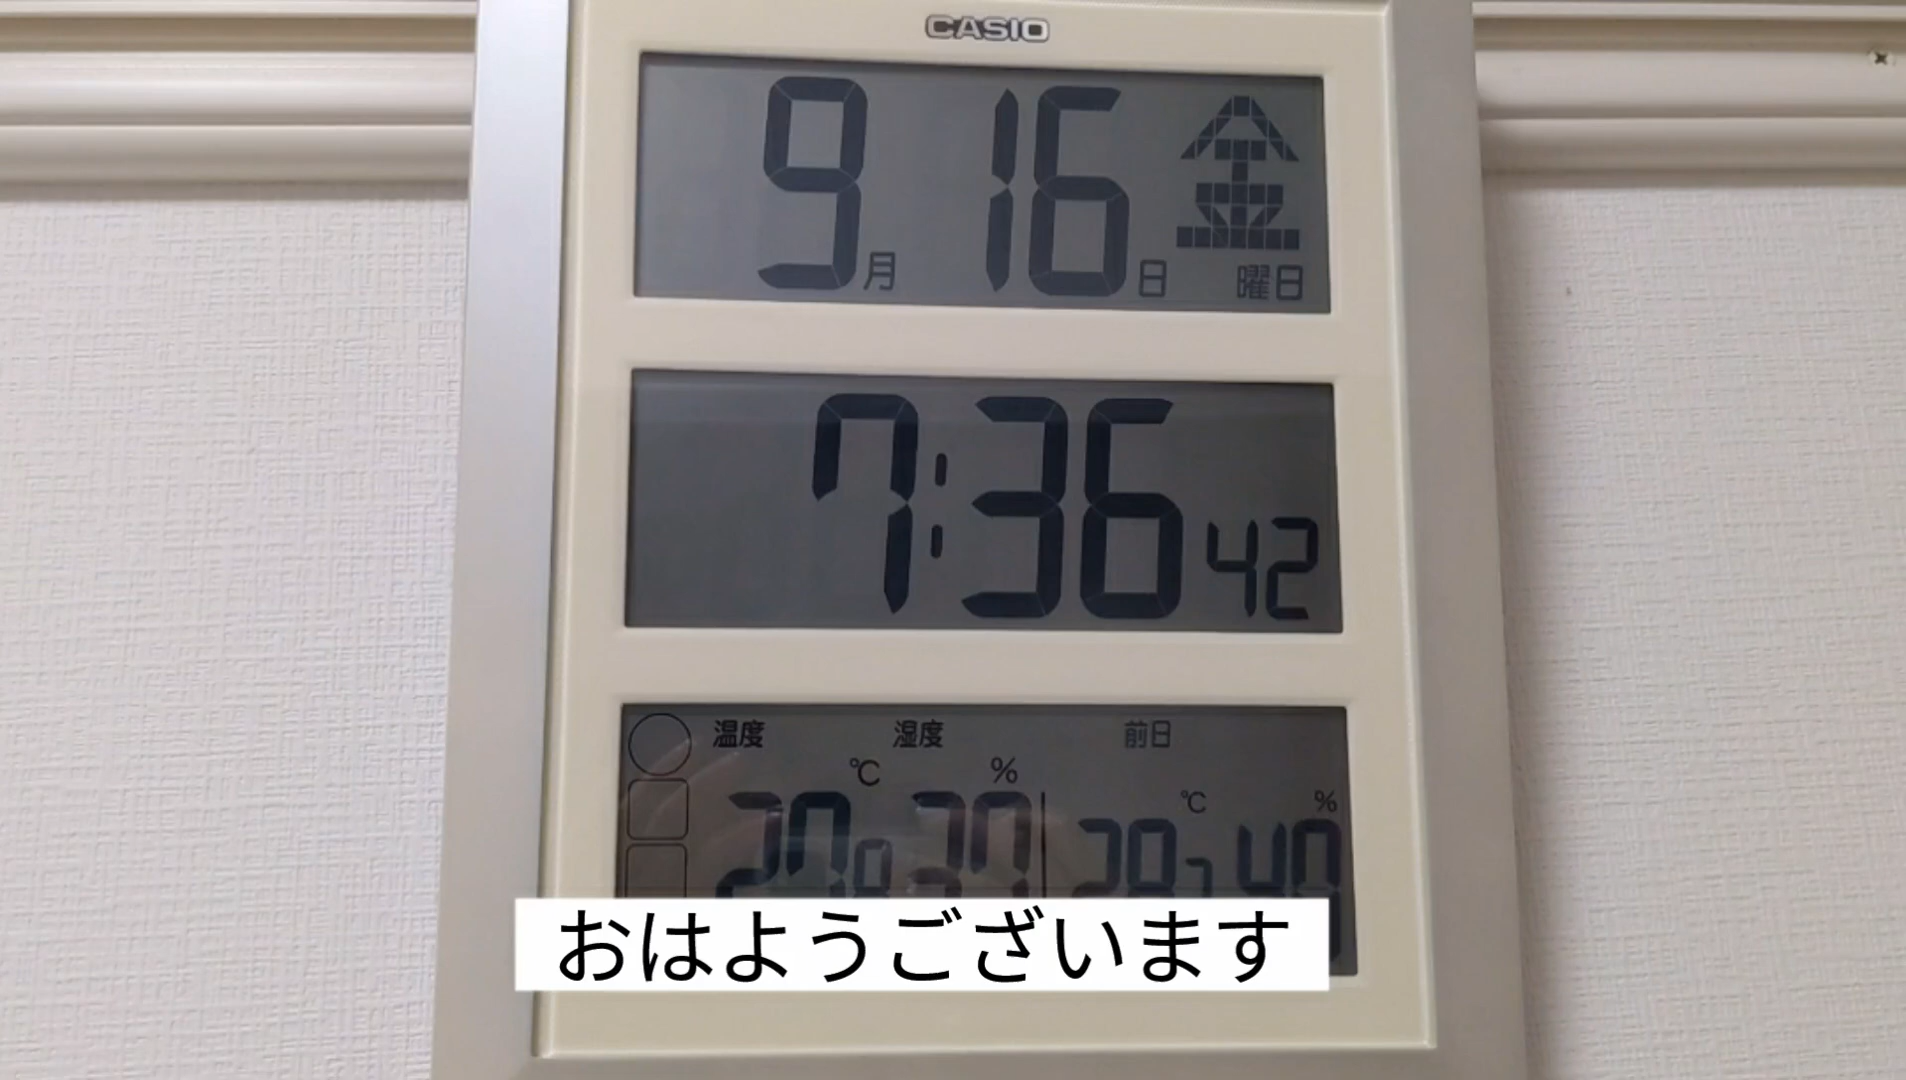 CASIO
9月 16日 金曜日
7:36 42
温度 湿度 前日
℃ % ℃ %
おはようございます